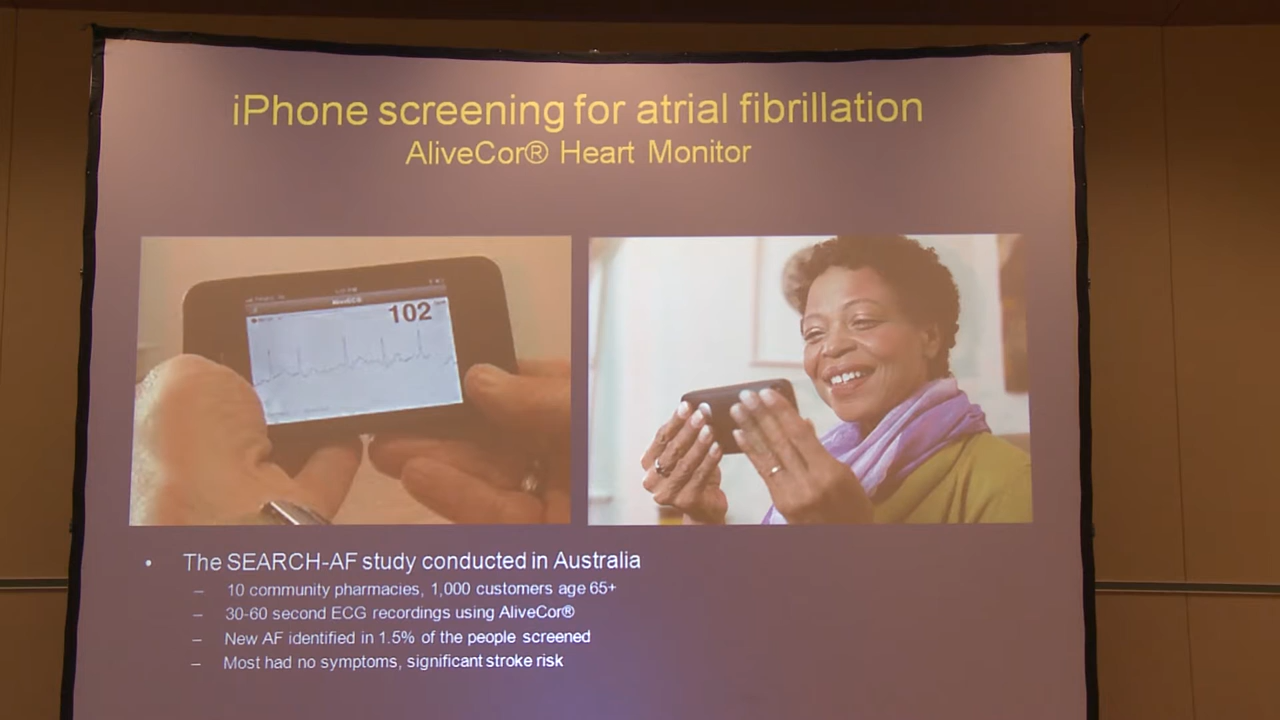 iPhone screening for atrial fibrillation
AliveCor® Heart Monitor
102
• The SEARCH-AF study conducted in Australia
– 10 community pharmacies, 1,000 customers age 65+
– 30-60 second ECG recordings using AliveCor®
– New AF identified in 1.5% of the people screened
– Most had no symptoms, significant stroke risk